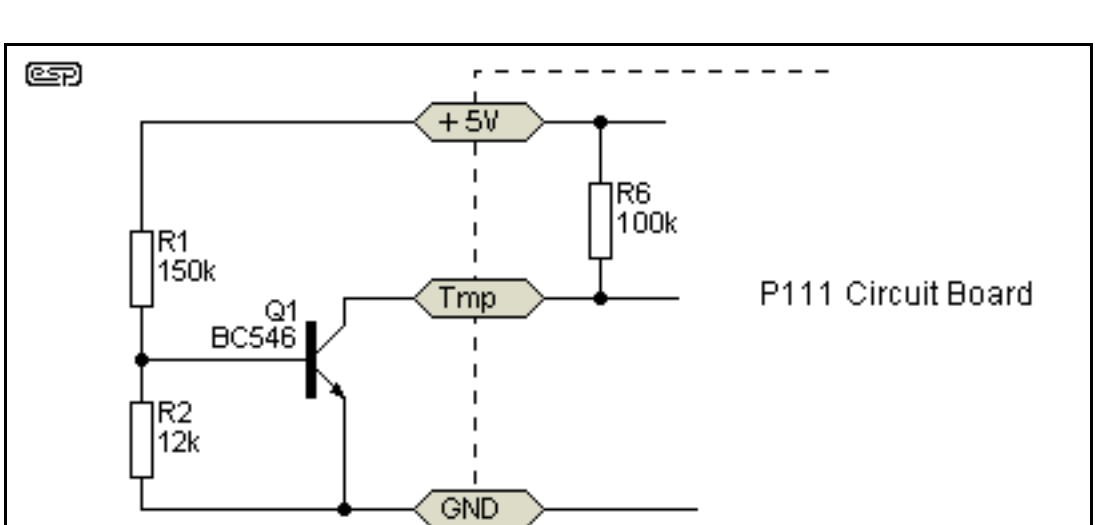 esp
+5V
R6
100k
R1
150k
Tmp
P111 Circuit Board
Q1
BC546
R2
12k
GND